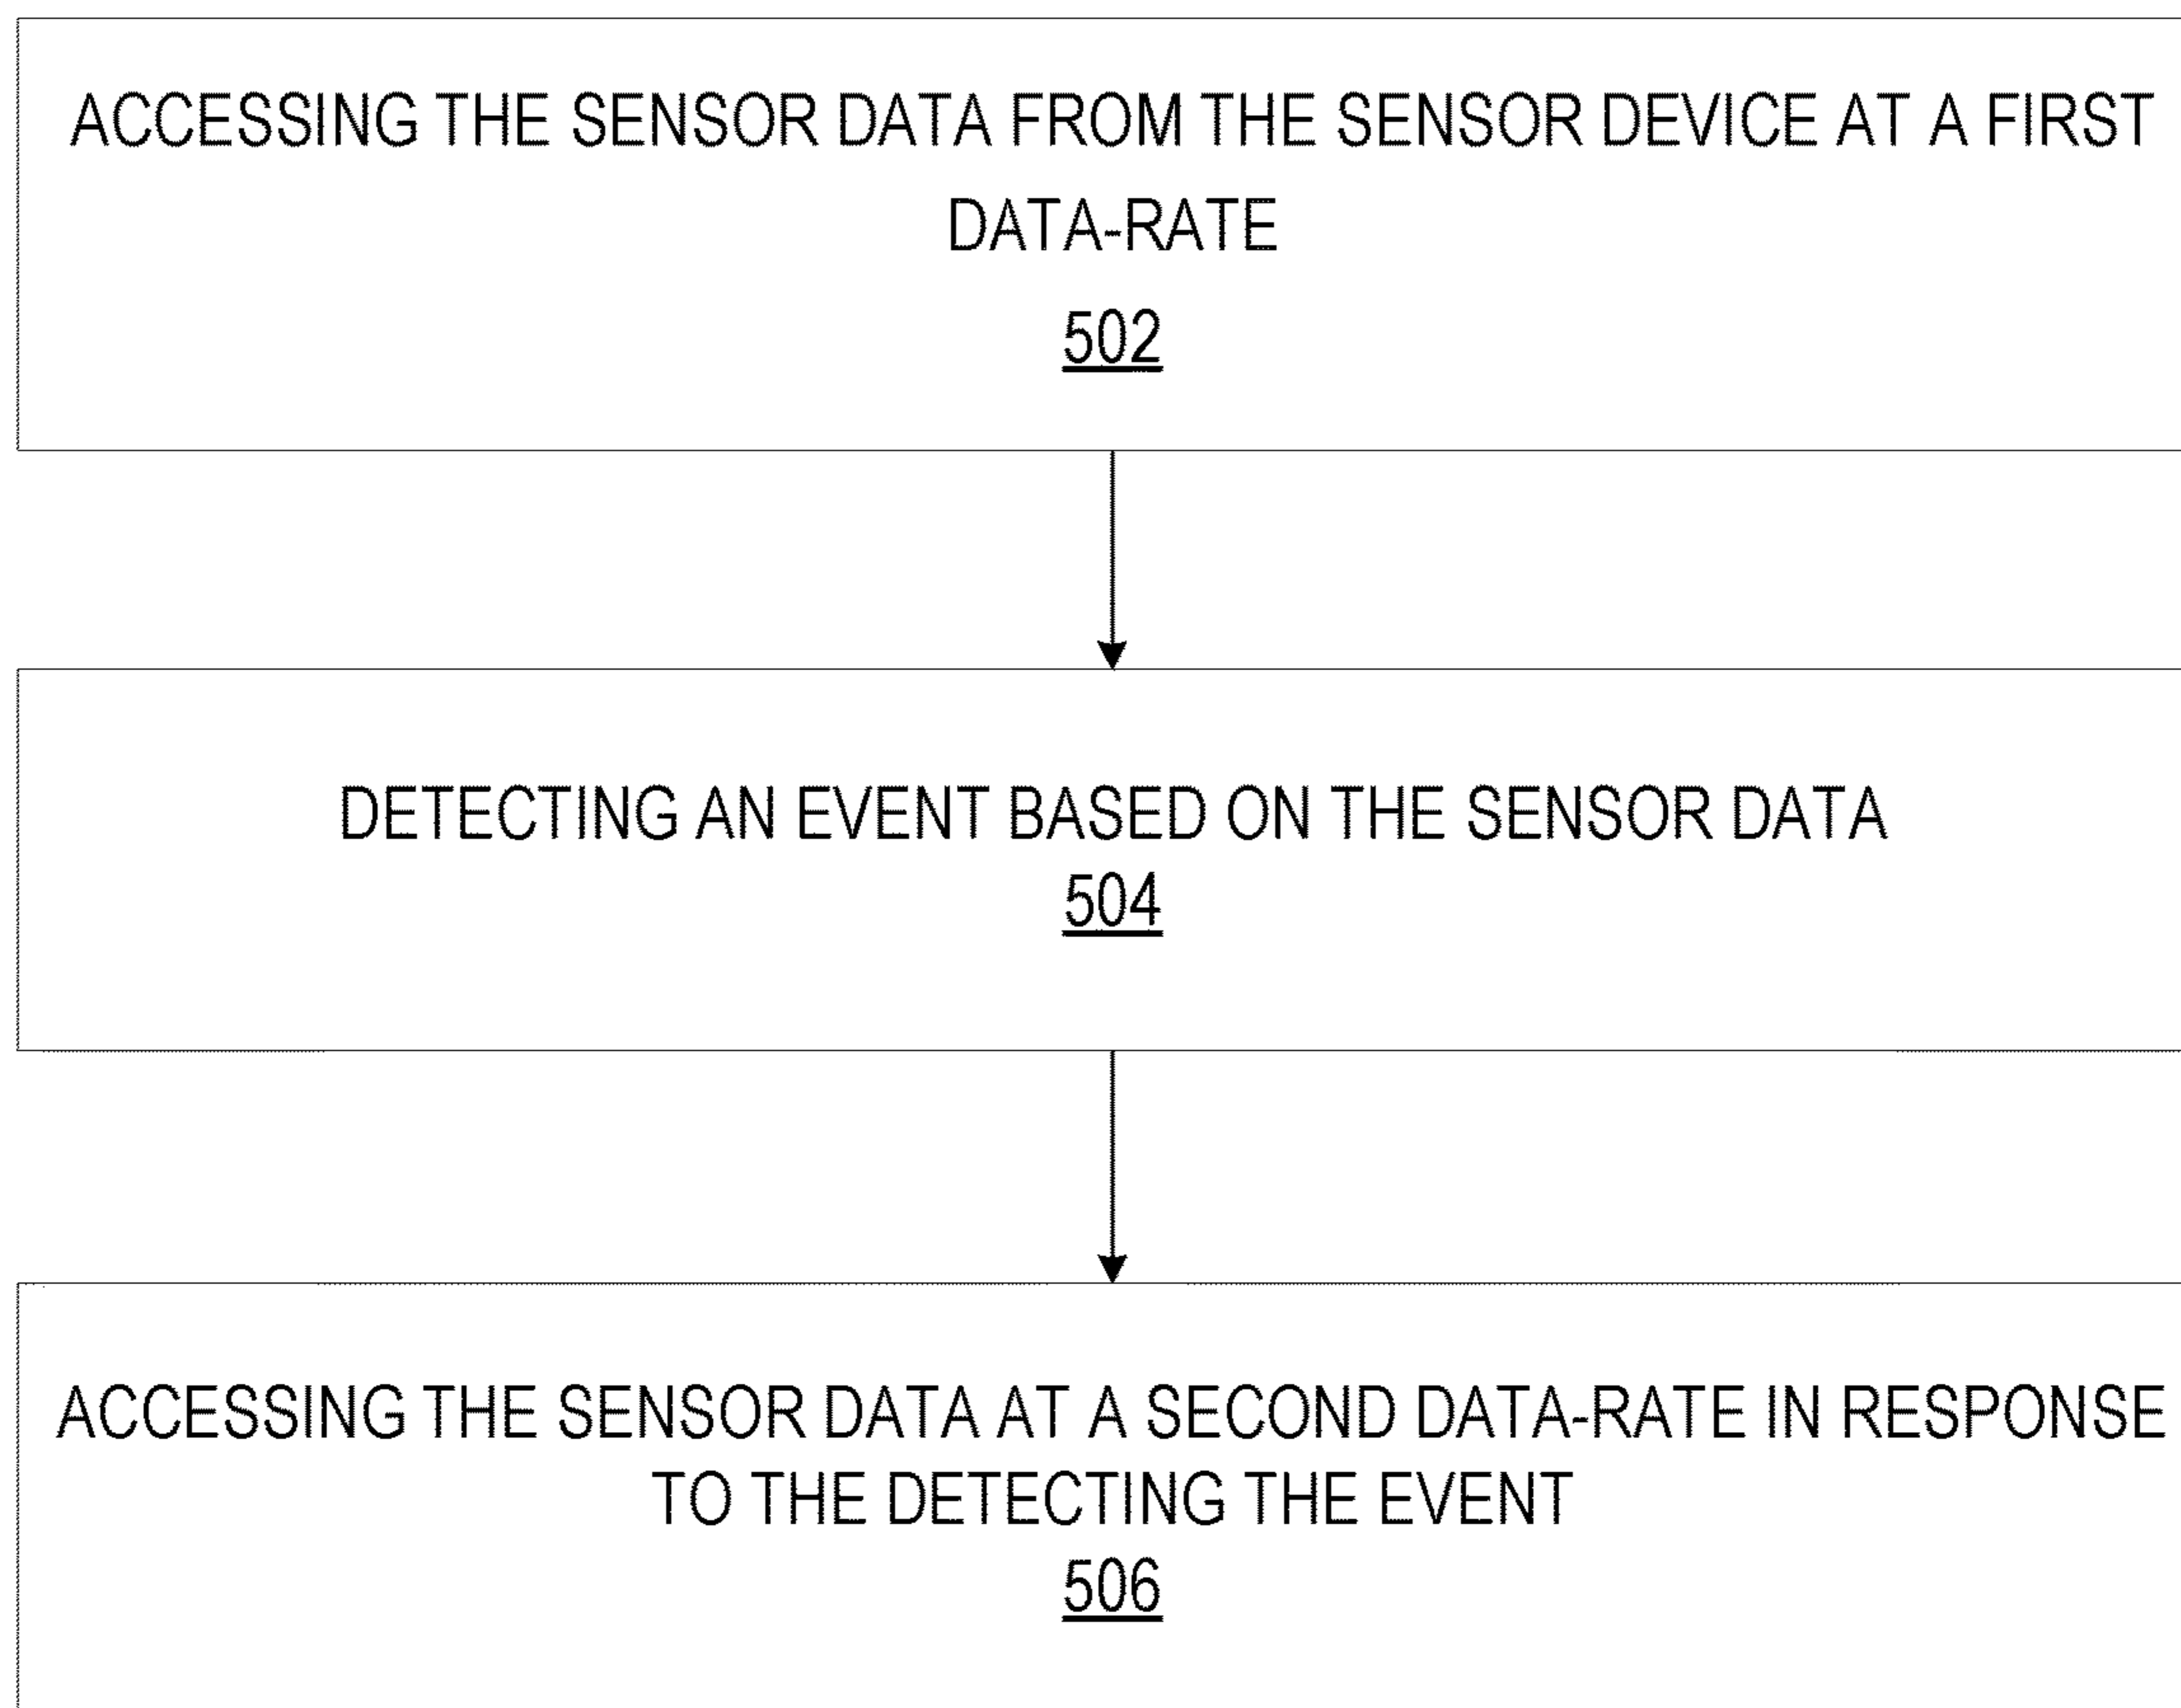 ACCESSING THE SENSOR DATA FROM THE SENSOR DEVICE AT A FIRST
DATA-RATE
502
DETECTING AN EVENT BASED ON THE SENSOR DATA
504
ACCESSING THE SENSOR DATA AT A SECOND DATA-RATE IN RESPONSE
TO THE DETECTING THE EVENT
506